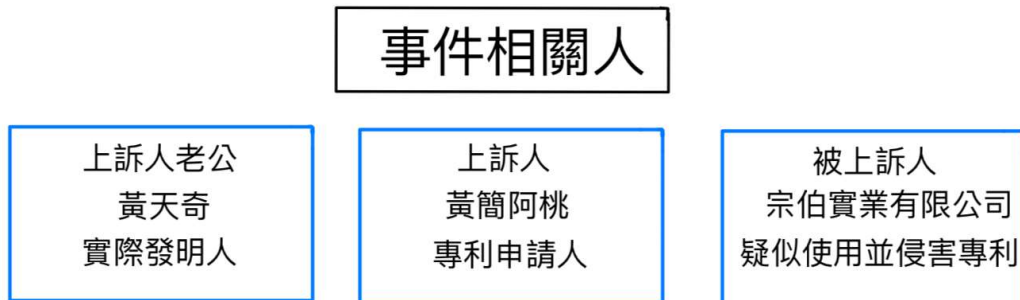 事件相關人
上訴人老公
黃天奇
實際發明人
上訴人
黃簡阿桃
專利申請人
被上訴人
宗伯實業有限公司
疑似使用並侵害專利